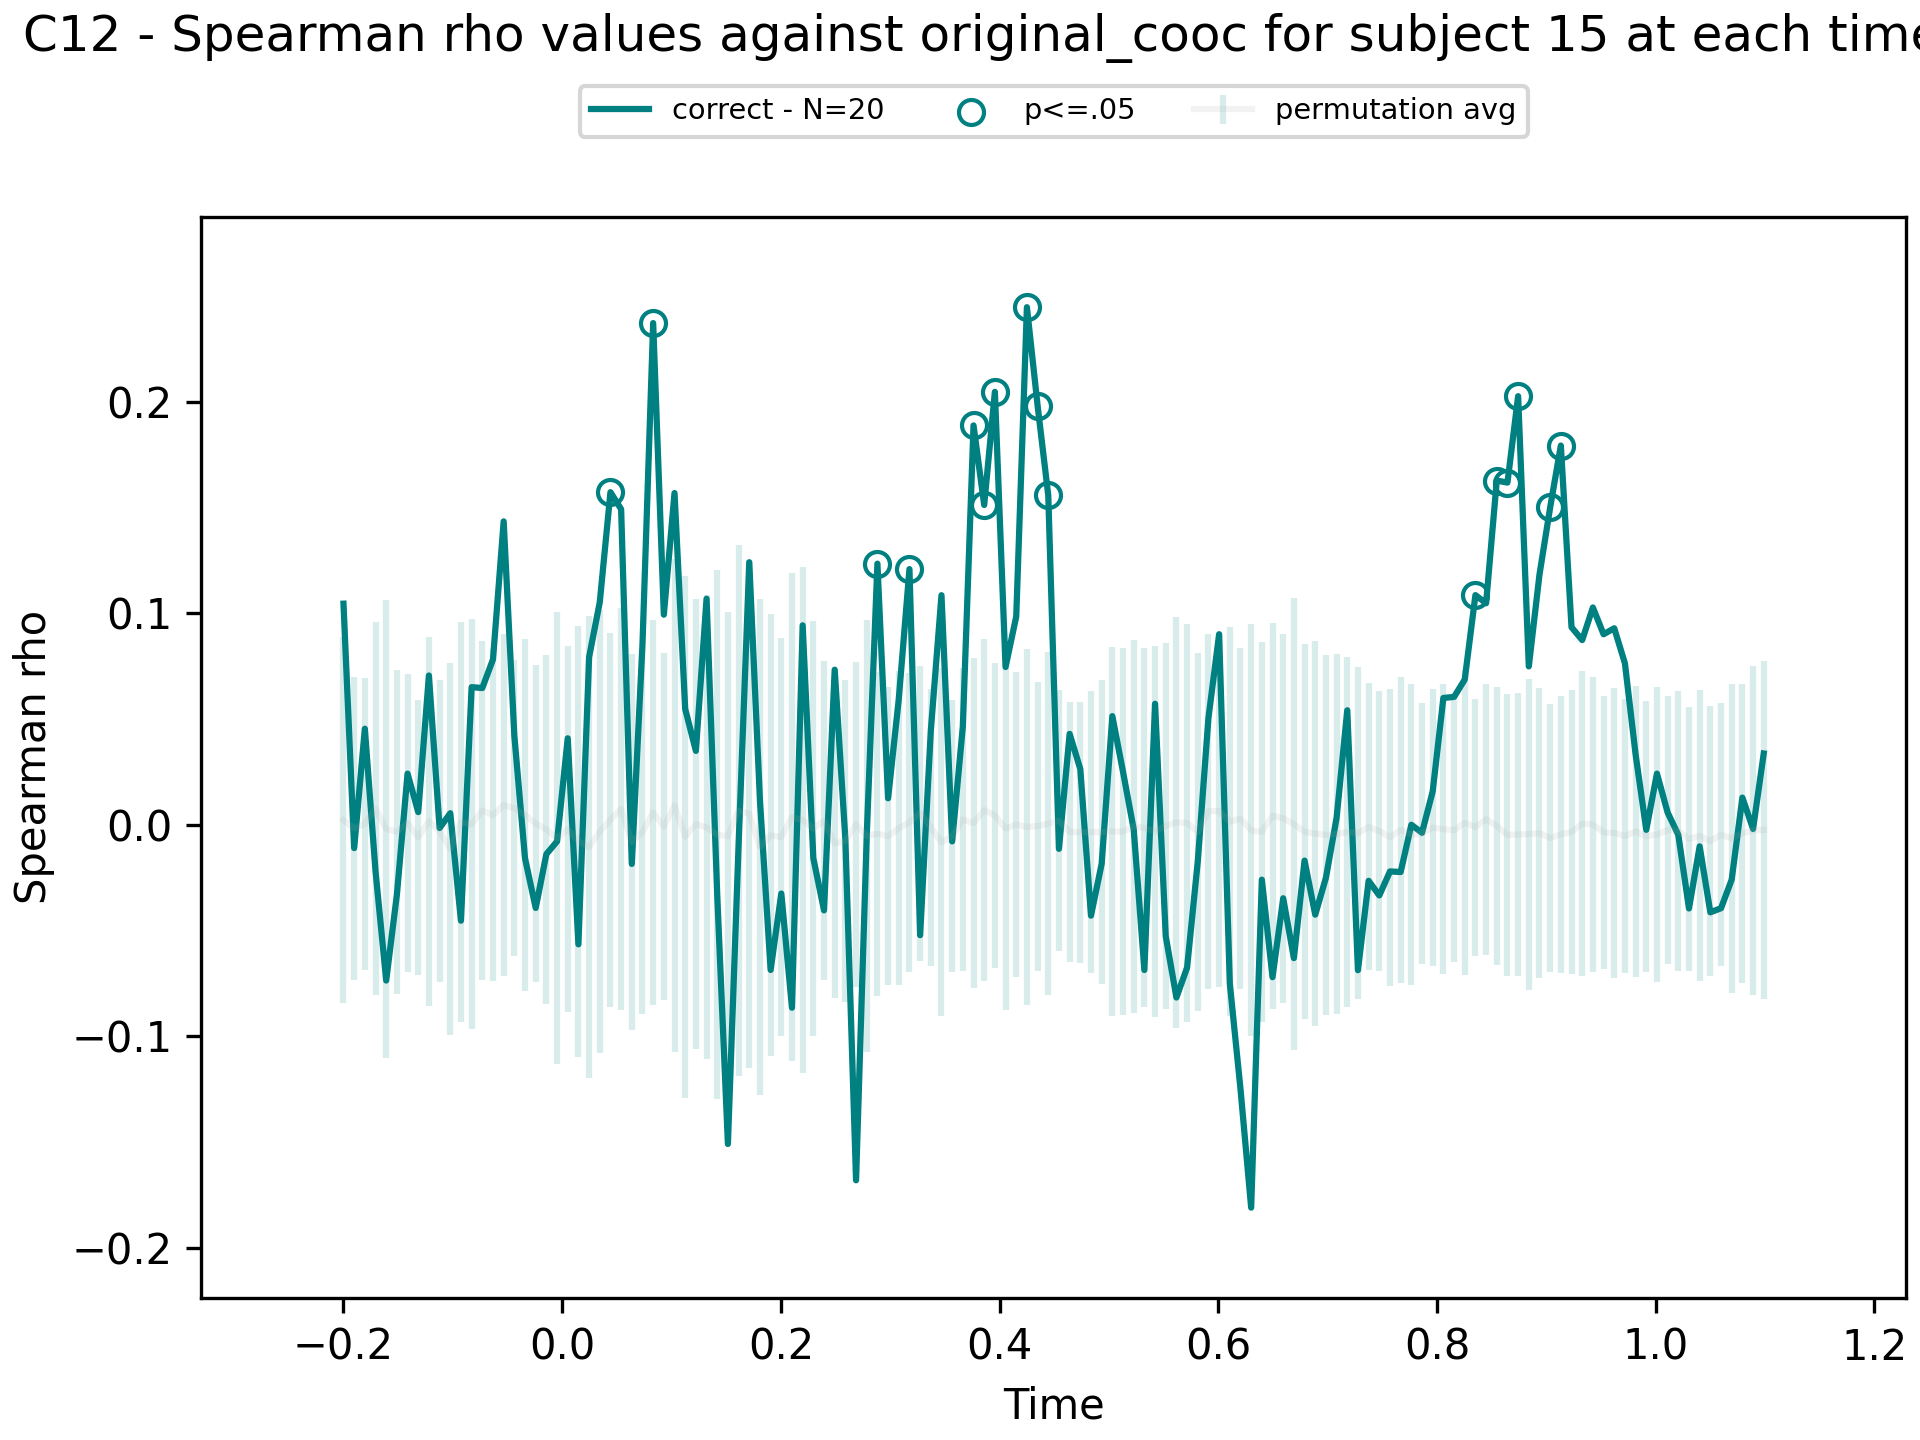 C12 - Spearman rho values against original_cooc for subject 15 at each time
correct - N=20 p<=.05 permutation avg
Spearman rho
0.2
0.1
0.0
−0.1
−0.2
−0.2 0.0 0.2 0.4 0.6 0.8 1.0 1.2
Time